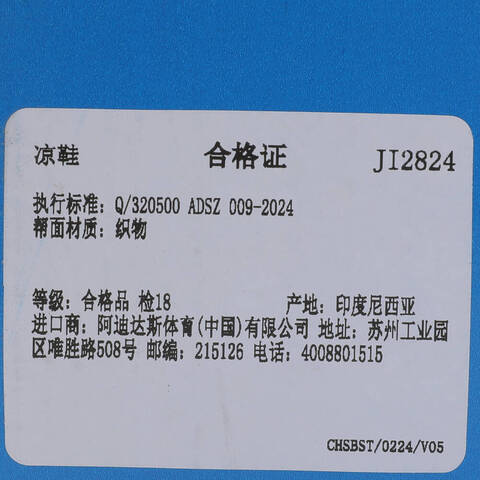 凉鞋 合格证 JI2824
执行标准: Q/320500 ADSZ 009-2024
帮面材质: 织物
等级: 合格品 检18 产地: 印度尼西亚
进口商: 阿迪达斯体育(中国)有限公司 地址: 苏州工业园
区唯胜路508号 邮编: 215126 电话: 4008801515
CHSBST/0224/V05